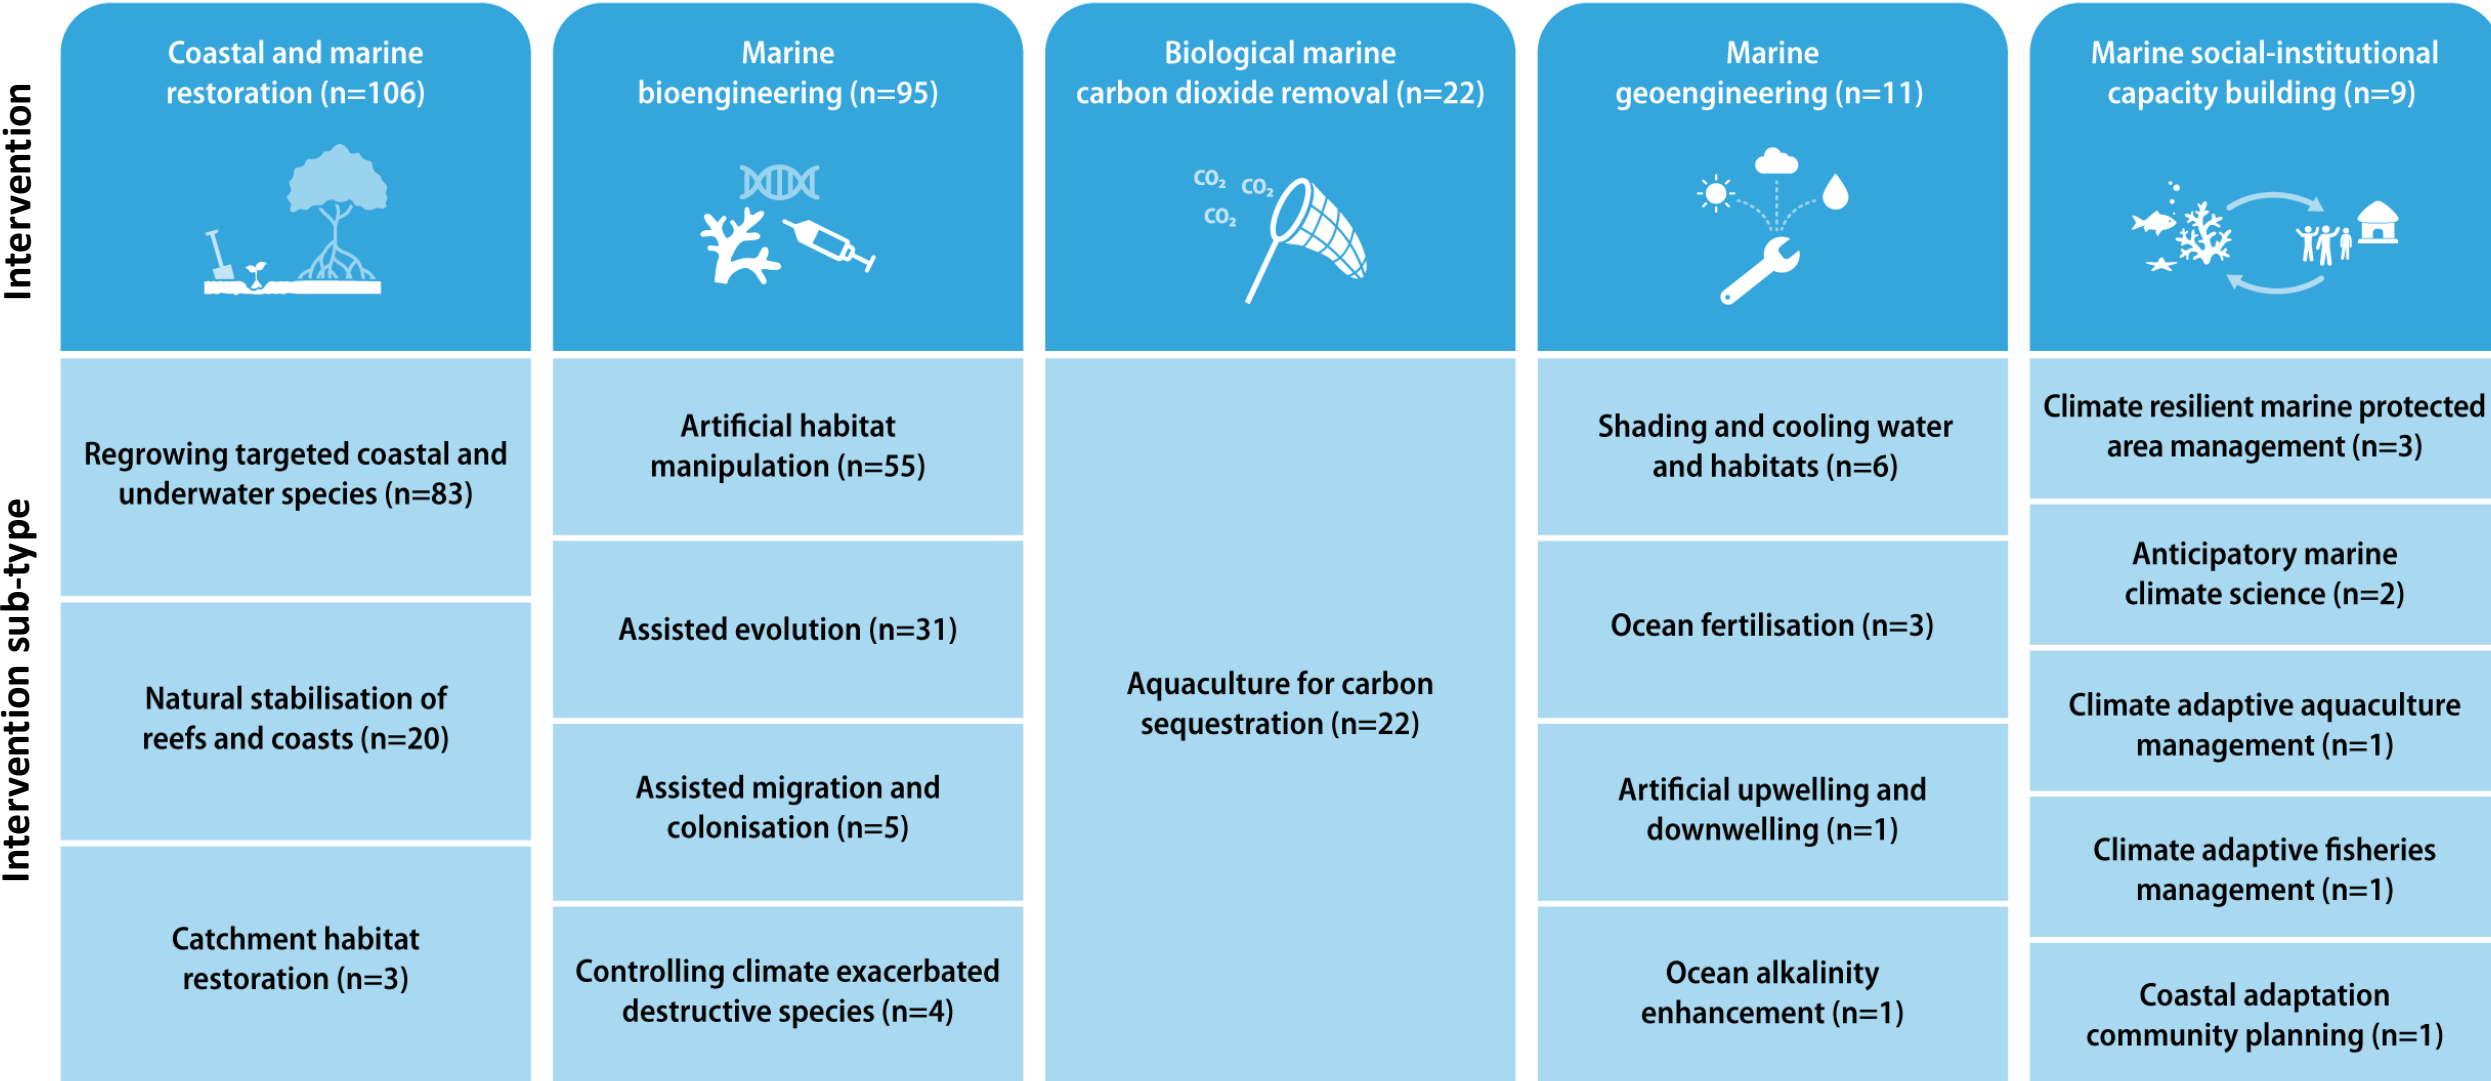 Intervention
Coastal and marine
restoration (n=106)
Marine
bioengineering (n=95)
Biological marine
carbon dioxide removal (n=22)
CO₂ CO₂
CO₂
Marine
geoengineering (n=11)
Marine social-institutional
capacity building (n=9)
Intervention sub-type
Regrowing targeted coastal and
underwater species (n=83)
Natural stabilisation of
reefs and coasts (n=20)
Catchment habitat
restoration (n=3)
Artificial habitat
manipulation (n=55)
Assisted evolution (n=31)
Assisted migration and
colonisation (n=5)
Controlling climate exacerbated
destructive species (n=4)
Aquaculture for carbon
sequestration (n=22)
Shading and cooling water
and habitats (n=6)
Ocean fertilisation (n=3)
Artificial upwelling and
downwelling (n=1)
Ocean alkalinity
enhancement (n=1)
Climate resilient marine protected
area management (n=3)
Anticipatory marine
climate science (n=2)
Climate adaptive aquaculture
management (n=1)
Climate adaptive fisheries
management (n=1)
Coastal adaptation
community planning (n=1)